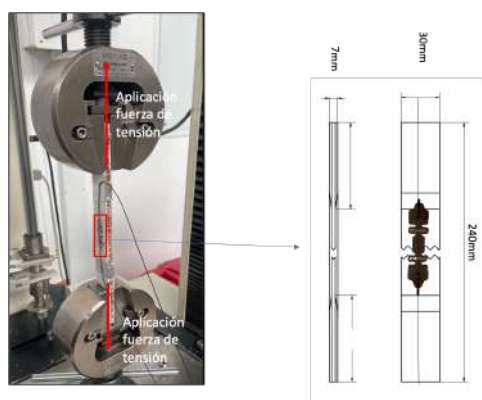 Aplicación
fuerza de
tensión
Aplicación
fuerza de
tensión
7mm
30mm
240mm